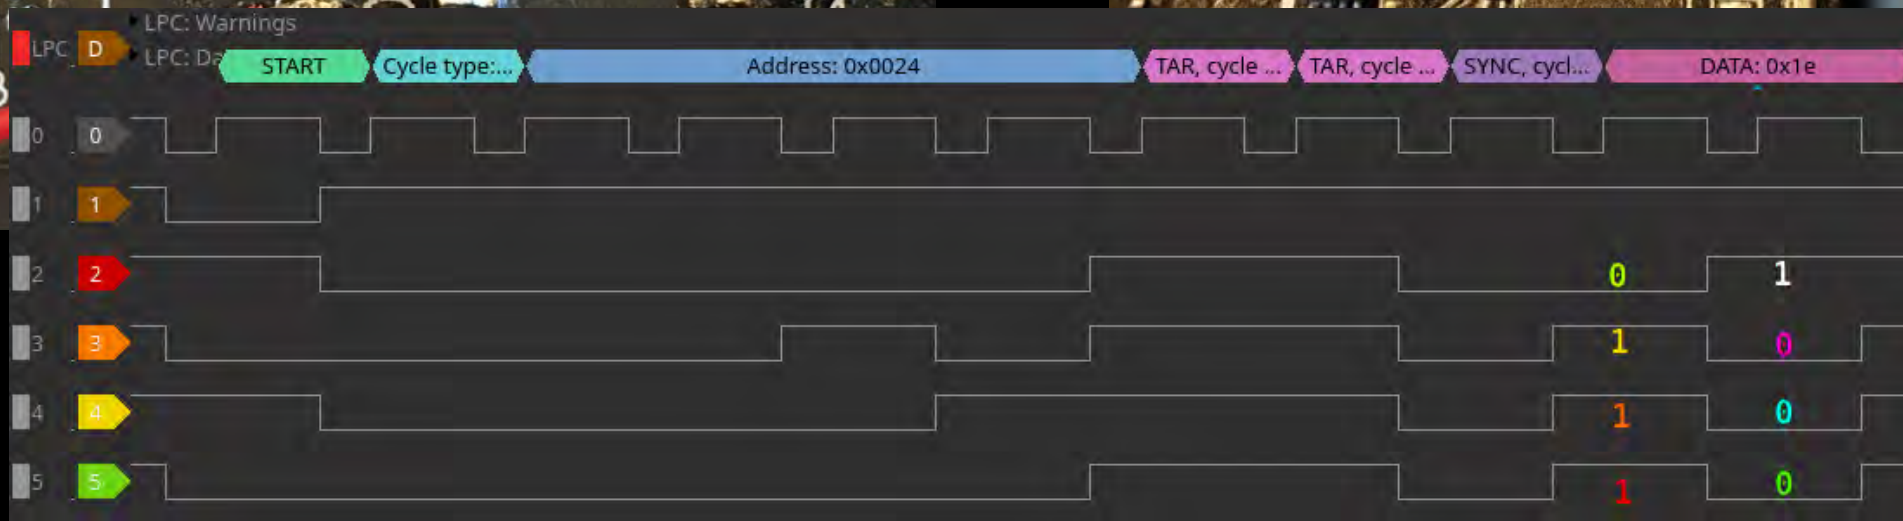 LPC: Warnings
LPC D LPC: Da START Cycle type:... Address: 0x0024 TAR, cycle ... TAR, cycle ... SYNC, cycl... DATA: 0x1e
0 0
1 1
2 2 0 1
3 3 1 0
4 4 1 0
5 5 1 0